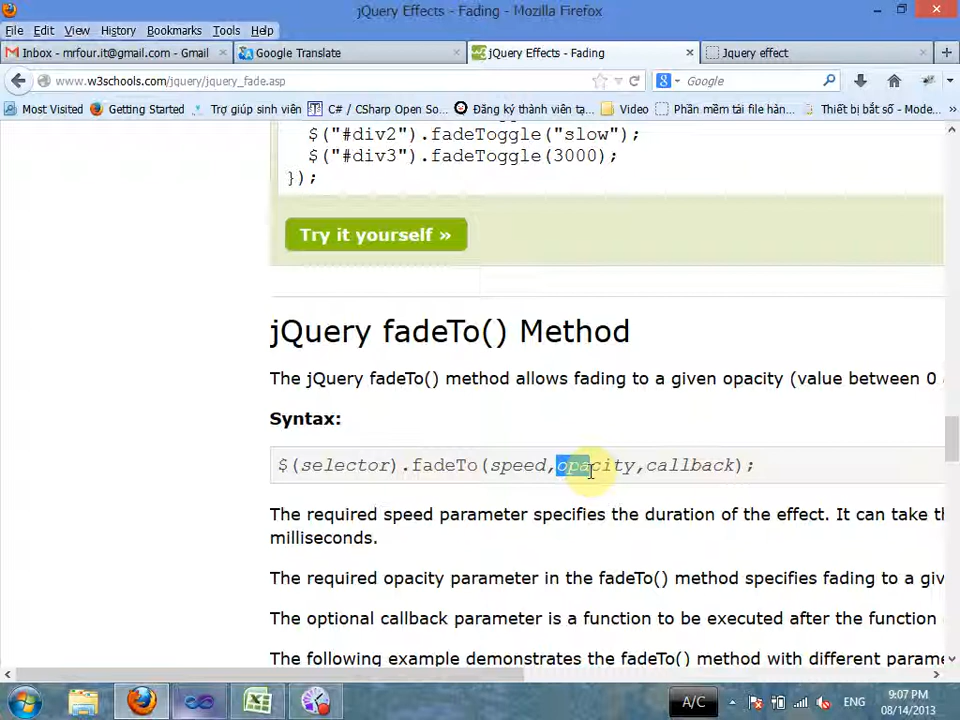 jQuery Effects - Fading - Mozilla Firefox
File Edit View History Bookmarks Tools Help
Inbox - mrfour.it@gmail.com - Gmail × Google Translate × jQuery Effects - Fading × Jquery effect × +
www.w3schools.com/jquery/jquery_fade.asp Google
Most Visited Getting Started Trợ giúp sinh viên C# / CSharp Open So... Đăng ký thành viên tạ... Video Phần mềm tải file hàn... Thiết bị bắt số - Mode... »
$("#div2").fadeToggle("slow");
$("#div3").fadeToggle(3000);
});
Try it yourself »
jQuery fadeTo() Method
The jQuery fadeTo() method allows fading to a given opacity (value between 0
Syntax:
$(selector).fadeTo(speed,opacity,callback);
The required speed parameter specifies the duration of the effect. It can take
milliseconds.
The required opacity parameter in the fadeTo() method specifies fading to a
The optional callback parameter is a function to be executed after the function
The following example demonstrates the fadeTo() method with different
A/C ENG 9:07 PM
08/14/2013